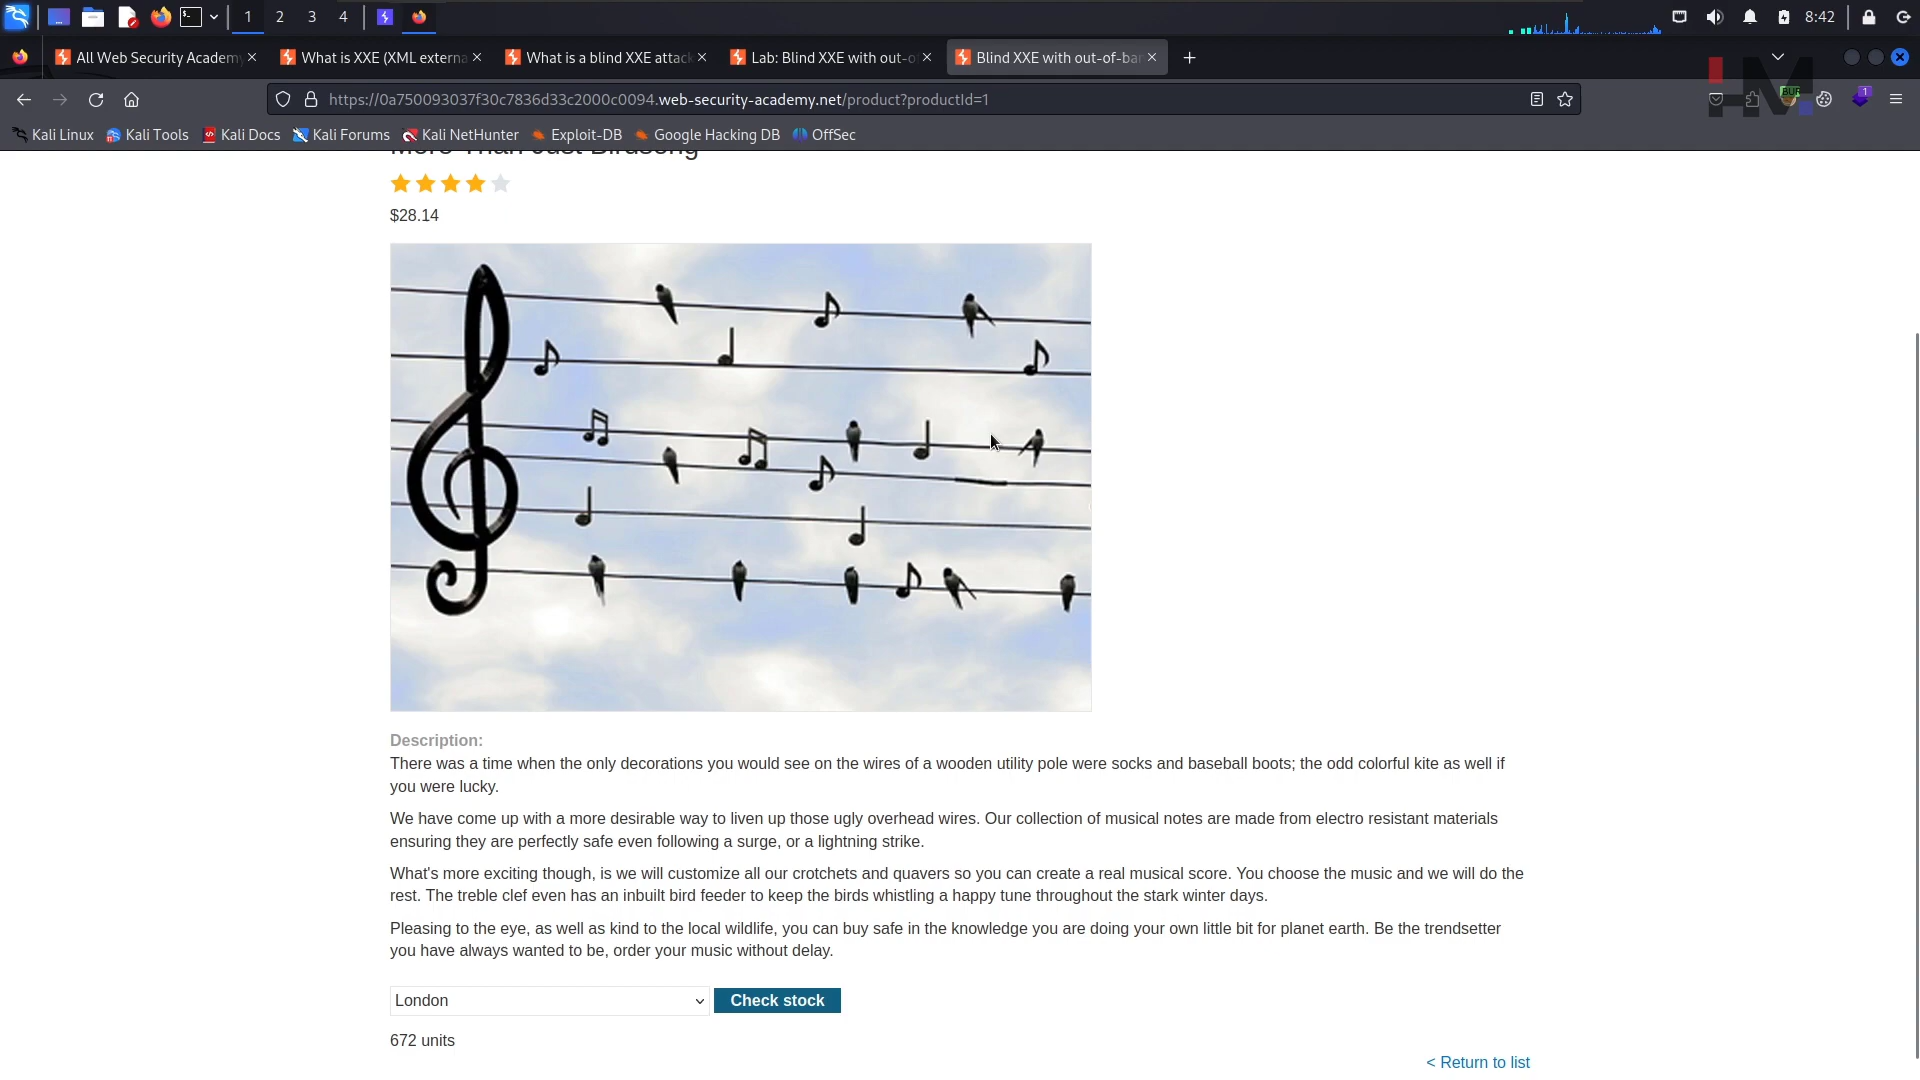 1
2
3
4
8:42
All Web Security Academy
What is XXE (XML externa
What is a blind XXE attack
Lab: Blind XXE with out-o
Blind XXE with out-of-bar
https://0a750093037f30c7836d33c2000c0094.web-security-academy.net/product?productId=1
BUR
1
HM
Kali Linux
Kali Tools
Kali Docs
Kali Forums
Kali NetHunter
Exploit-DB
Google Hacking DB
OffSec
More Than Just Birdsong
$28.14
Description:
There was a time when the only decorations you would see on the wires of a wooden utility pole were socks and baseball boots; the odd colorful kite as well if
you were lucky.
We have come up with a more desirable way to liven up those ugly overhead wires. Our collection of musical notes are made from electro resistant materials
ensuring they are perfectly safe even following a surge, or a lightning strike.
What's more exciting though, is we will customize all our crotchets and quavers so you can create a real musical score. You choose the music and we will do the
rest. The treble clef even has an inbuilt bird feeder to keep the birds whistling a happy tune throughout the stark winter days.
Pleasing to the eye, as well as kind to the local wildlife, you can buy safe in the knowledge you are doing your own little bit for planet earth. Be the trendsetter
you have always wanted to be, order your music without delay.
London
Check stock
672 units
< Return to list